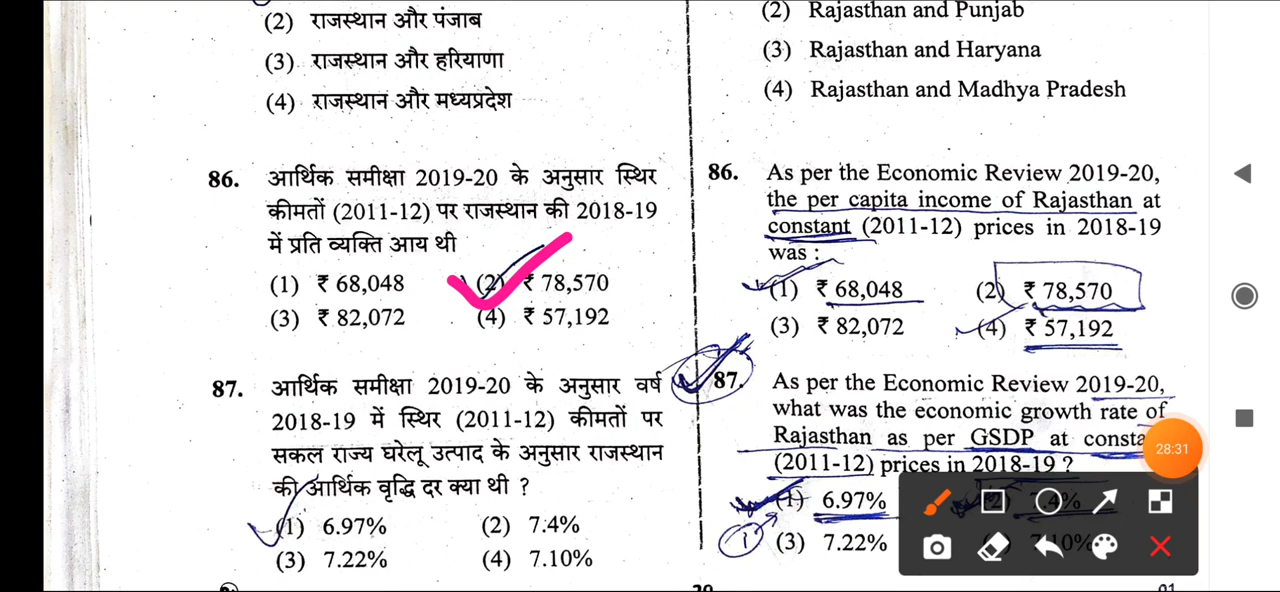 (2) राजस्थान और पंजाब
(3) राजस्थान और हरियाणा
(4) राजस्थान और मध्यप्रदेश
86. आर्थिक समीक्षा 2019-20 के अनुसार स्थिर
कीमतों (2011-12) पर राजस्थान की 2018-19
में प्रति व्यक्ति आय थी
(1) ₹ 68,048 (2) ₹ 78,570
(3) ₹ 82,072 (4) ₹ 57,192
87. आर्थिक समीक्षा 2019-20 के अनुसार वर्ष
2018-19 में स्थिर (2011-12) कीमतों पर
सकल राज्य घरेलू उत्पाद के अनुसार राजस्थान
की आर्थिक वृद्धि दर क्या थी ?
(1) 6.97% (2) 7.4%
(3) 7.22% (4) 7.10%
(2) Rajasthan and Punjab
(3) Rajasthan and Haryana
(4) Rajasthan and Madhya Pradesh
86. As per the Economic Review 2019-20,
the per capita income of Rajasthan at
constant (2011-12) prices in 2018-19
was :
(1) ₹ 68,048 (2) ₹ 78,570
(3) ₹ 82,072 (4) ₹ 57,192
87. As per the Economic Review 2019-20,
what was the economic growth rate of
Rajasthan as per GSDP at consta
(2011-12) prices in 2018-19 ?
(1) 6.97% (2) 7.4%
(3) 7.22% 7.10%
28:31